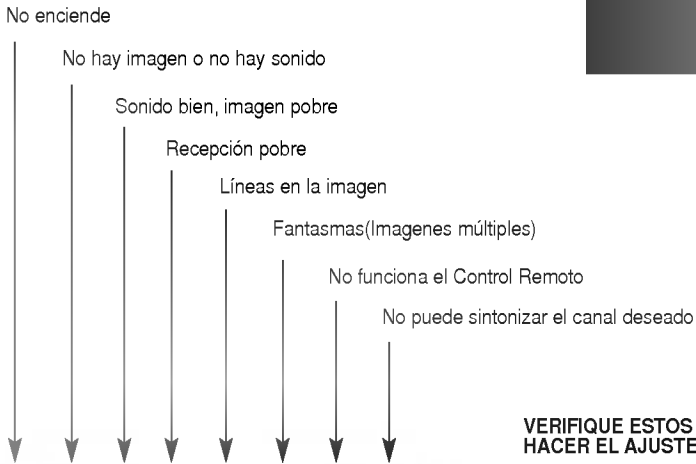 No enciende
No hay imagen o no hay sonido
Sonido bien, imagen pobre
Recepción pobre
Líneas en la imagen
Fantasmas(Imagenes múltiples)
No funciona el Control Remoto
No puede sintonizar el canal deseado
VERIFIQUE ESTOS
HACER EL AJUSTE